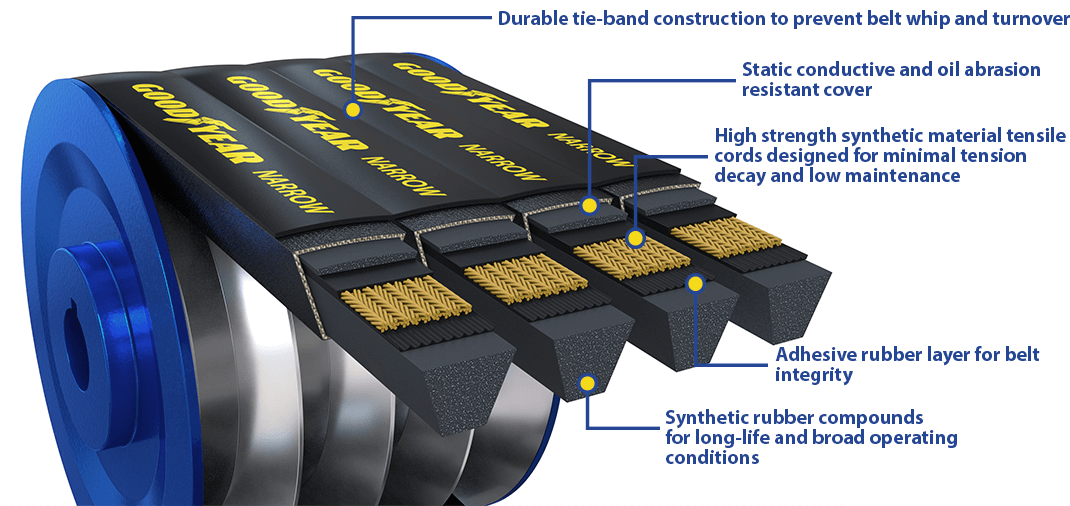 Durable tie-band construction to prevent belt whip and turnover
Static conductive and oil abrasion
resistant cover
High strength synthetic material tensile
cords designed for minimal tension
decay and low maintenance
GOODYEAR NARROW
GOODYEAR NARROW
GOODYEAR NARROW
GOODYEAR NARROW
Adhesive rubber layer for belt
integrity
Synthetic rubber compounds
for long-life and broad operating
conditions